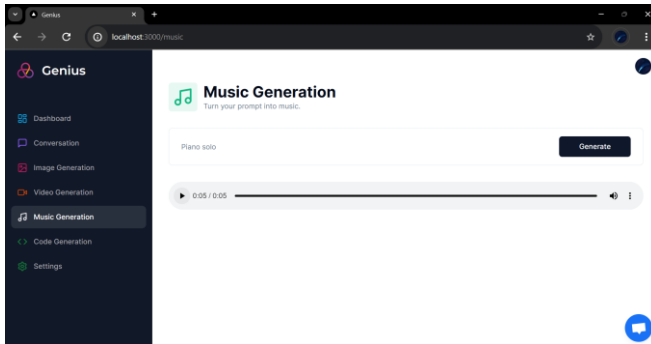 Genius
localhost:3000/music
Genius
Dashboard
Conversation
Image Generation
Video Generation
Music Generation
Code Generation
Settings
Music Generation
Turn your prompt into music.
Piano solo
Generate
0:05 / 0:05